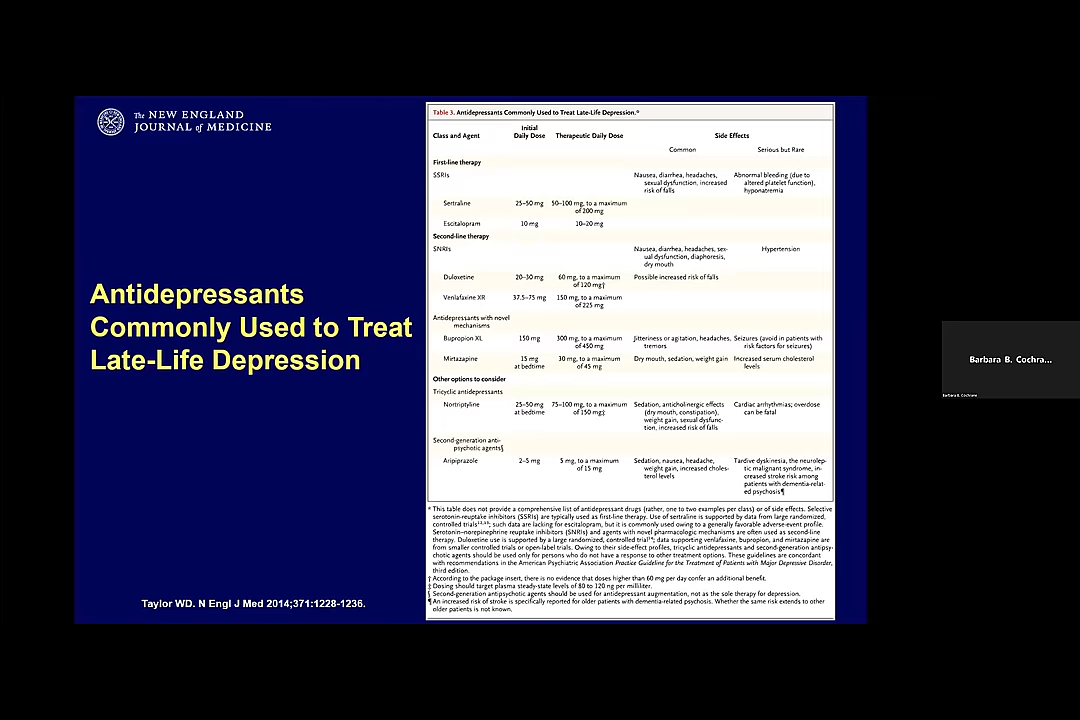 The NEW ENGLAND
JOURNAL of MEDICINE
Antidepressants
Commonly Used to Treat
Late-Life Depression
Taylor WD. N Engl J Med 2014;371:1228-1236.
Table 3. Antidepressants Commonly Used to Treat Late-Life Depression.*
Class and Agent
Initial
Daily Dose
Therapeutic Daily Dose
Side Effects
Common
Serious but Rare
First-line therapy
SSRIs
Nausea, diarrhea, headaches,
sexual dysfunction, increased
risk of falls
Abnormal bleeding (due to
altered platelet function),
hyponatremia
Sertraline
25–50 mg
50–100 mg, to a maximum
of 200 mg
Escitalopram
10 mg
10–20 mg
Second-line therapy
SNRIs
Nausea, diarrhea, headaches, sex-
ual dysfunction, diaphoresis,
dry mouth
Hypertension
Duloxetine
20–30 mg
60 mg, to a maximum
of 120 mg†
Possible increased risk of falls
Venlafaxine XR
37.5–75 mg
150 mg, to a maximum
of 225 mg
Antidepressants with novel
mechanisms
Bupropion XL
150 mg
300 mg, to a maximum
of 450 mg
Jitteriness or agitation, headaches,
tremors
Seizures (avoid in patients with
risk factors for seizures)
Mirtazapine
15 mg
at bedtime
30 mg, to a maximum
of 45 mg
Dry mouth, sedation, weight gain
Increased serum cholesterol
levels
Other options to consider
Tricyclic antidepressants
Nortriptyline
25–50 mg
at bedtime
75–100 mg, to a maximum
of 150 mg‡
Sedation, anticholinergic effects
(dry mouth, constipation),
weight gain, sexual dysfunc-
tion, increased risk of falls
Cardiac arrhythmias; overdose
can be fatal
Second-generation anti-
psychotic agents§
Aripiprazole
2–5 mg
5 mg, to a maximum
of 15 mg
Sedation, nausea, headache,
weight gain, increased choles-
terol levels
Tardive dyskinesia, the neurolep-
tic malignant syndrome, in-
creased stroke risk among
patients with dementia-relat-
ed psychosis¶
* This table does not provide a comprehensive list of antidepressant drugs (rather, one to two examples per class) or of side effects. Selective
serotonin-reuptake inhibitors (SSRIs) are typically used as first-line therapy. Use of sertraline is supported by data from large randomized,
controlled trials; such data are lacking for escitalopram, but it is commonly used owing to a generally favorable adverse-event profile.
Serotonin–norepinephrine reuptake inhibitors (SNRIs) and agents with novel pharmacologic mechanisms are often used as second-line
therapy. Duloxetine use is supported by a large randomized, controlled trial; data supporting venlafaxine, bupropion, and mirtazapine are
from smaller controlled trials or open-label trials. Owing to their side-effect profiles, tricyclic antidepressants and second-generation antipsy-
chotic agents should be used only for persons who do not have a response to other treatment options. These guidelines are concordant
with recommendations in the American Psychiatric Association Practice Guideline for the Treatment of Patients with Major Depressive Disorder,
third edition.
† According to the package insert, there is no evidence that doses higher than 60 mg per day confer an additional benefit.
‡ Dosing should target plasma steady-state levels of 80 to 120 ng per milliliter.
§ Second-generation antipsychotic agents should be used for antidepressant augmentation, not as the sole therapy for depression.
¶ An increased risk of stroke is specifically reported for older patients with dementia-related psychosis. Whether the same risk extends to other
older patients is not known.
Barbara B. Cochra...
Barbara B. Cochrane